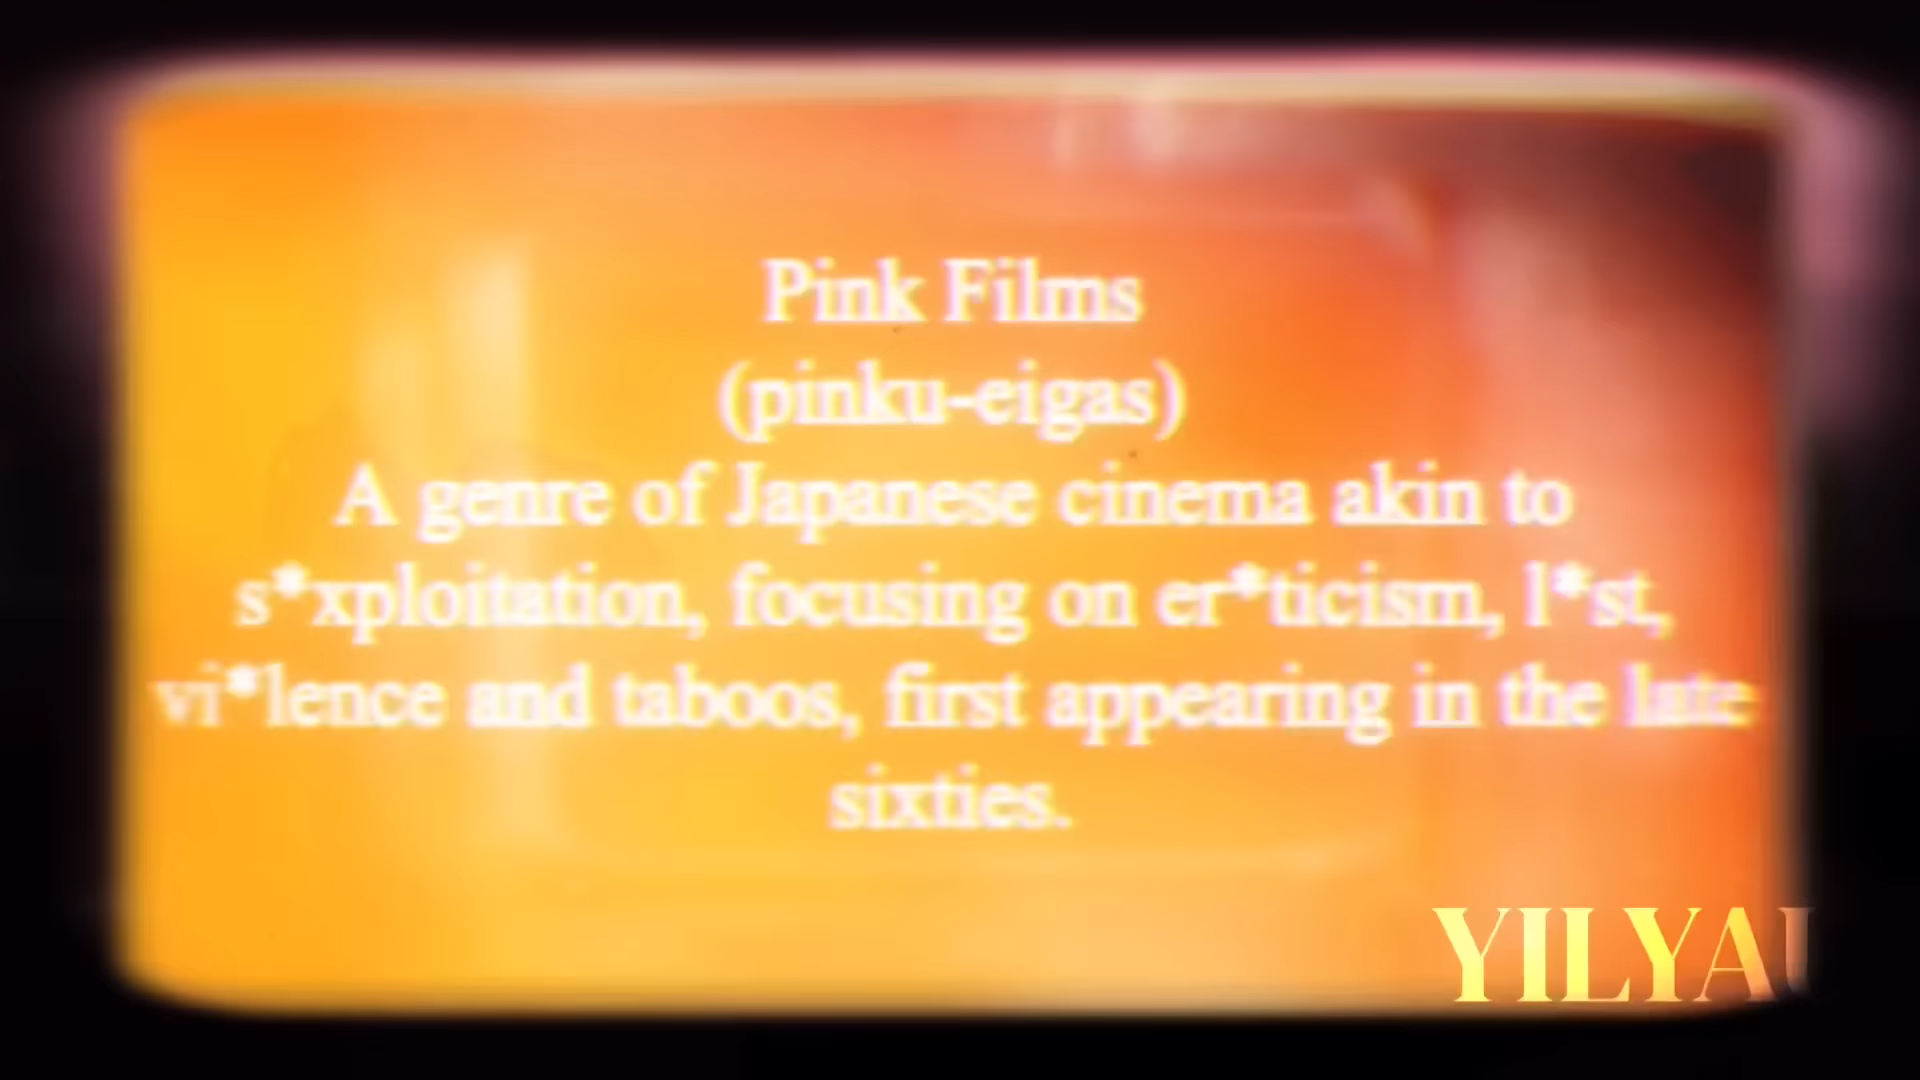 Pink Films
(pinku-eigas)
A genre of Japanese cinema akin to
s*xploitation, focusing on er*ticism, l*st,
vi*lence and taboos, first appearing in the late
sixties.
YILYAU